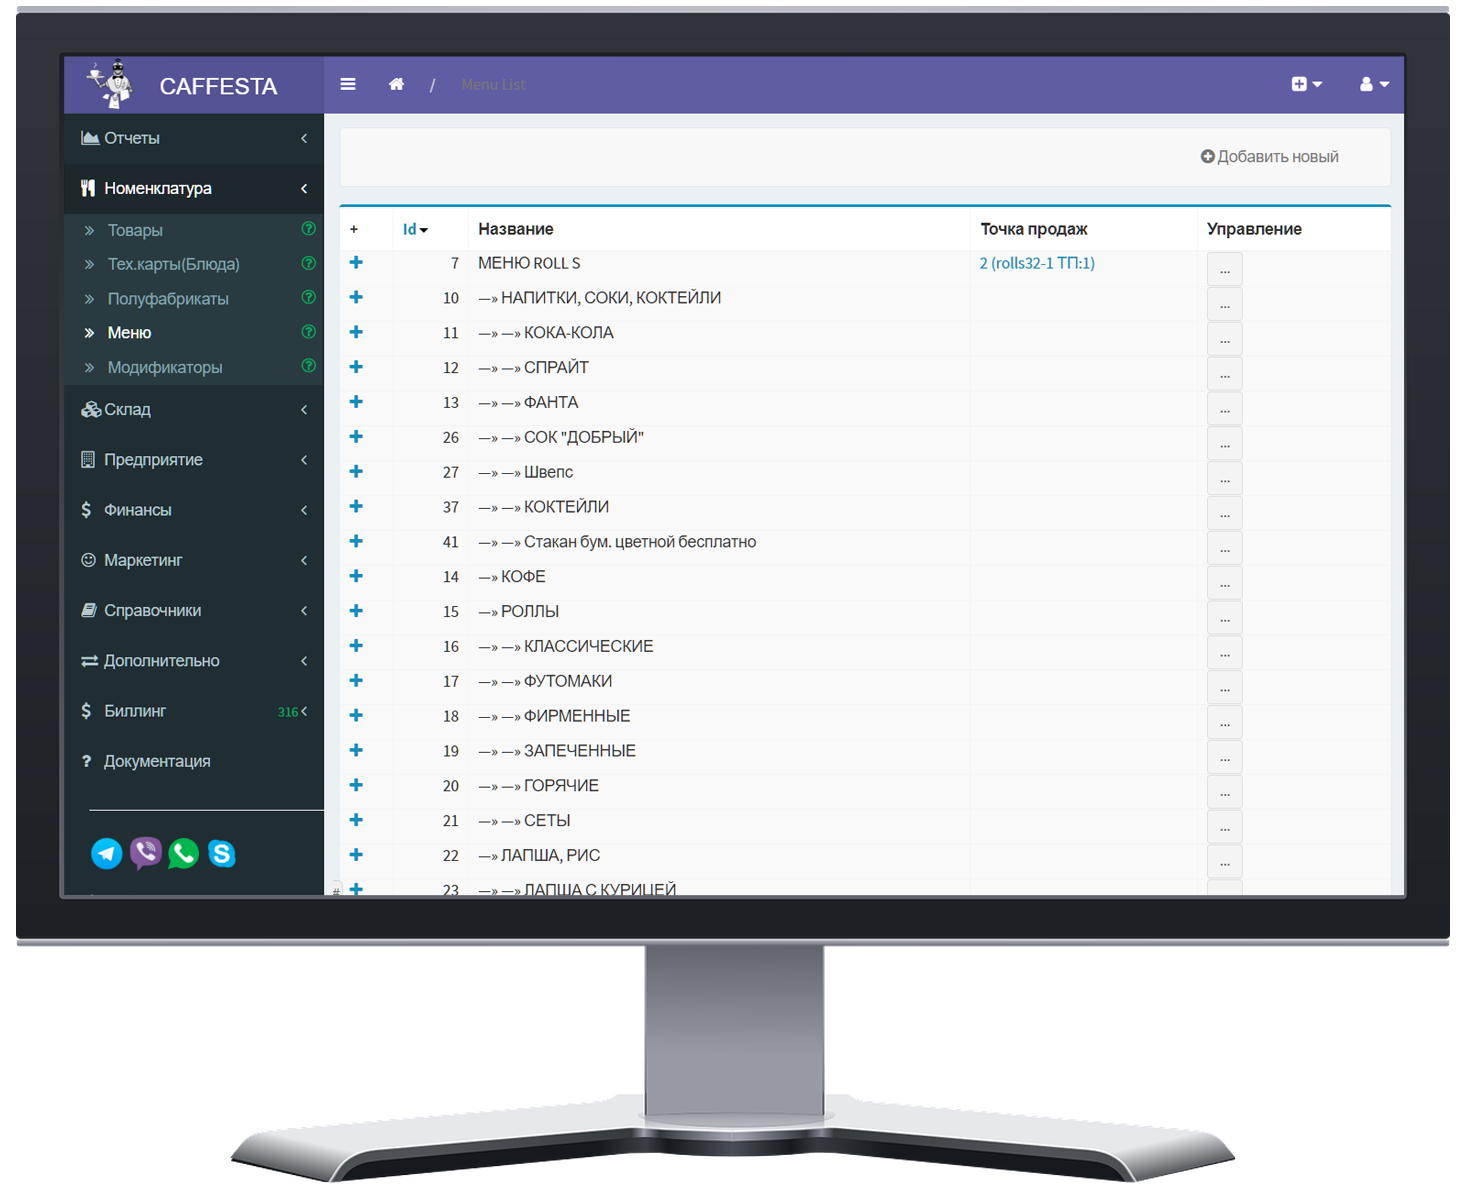 CAFFESTA
/ Menu List
Отчеты
Номенклатура
Товары
Тех.карты(Блюда)
Полуфабрикаты
Меню
Модификаторы
Склад
Предприятие
Финансы
Маркетинг
Справочники
Дополнительно
Биллинг 316
Документация
Добавить новый
+ Id Название Точка продаж Управление
7 МЕНЮ ROLL S 2 (rolls32-1 ТП:1) ...
10 —» НАПИТКИ, СОКИ, КОКТЕЙЛИ ...
11 —» —» КОКА-КОЛА ...
12 —» —» СПРАЙТ ...
13 —» —» ФАНТА ...
26 —» —» СОК "ДОБРЫЙ" ...
27 —» —» Швепс ...
37 —» —» КОКТЕЙЛИ ...
41 —» —» Стакан бум. цветной бесплатно ...
14 —» КОФЕ ...
15 —» РОЛЛЫ ...
16 —» —» КЛАССИЧЕСКИЕ ...
17 —» —» ФУТОМАКИ ...
18 —» —» ФИРМЕННЫЕ ...
19 —» —» ЗАПЕЧЕННЫЕ ...
20 —» —» ГОРЯЧИЕ ...
21 —» —» СЕТЫ ...
22 —» ЛАПША, РИС ...
# 23 —» —» ЛАПША С КУРИЦЕЙ